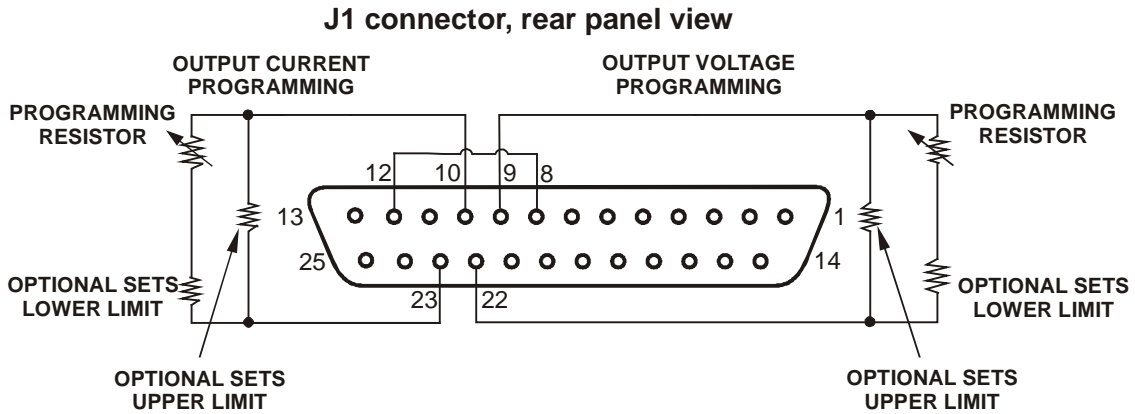 J1 connector, rear panel view
OUTPUT CURRENT
PROGRAMMING
OUTPUT VOLTAGE
PROGRAMMING
PROGRAMMING
RESISTOR
PROGRAMMING
RESISTOR
12
10
9
8
13
1
25
14
23
22
OPTIONAL SETS
LOWER LIMIT
OPTIONAL SETS
LOWER LIMIT
OPTIONAL SETS
UPPER LIMIT
OPTIONAL SETS
UPPER LIMIT